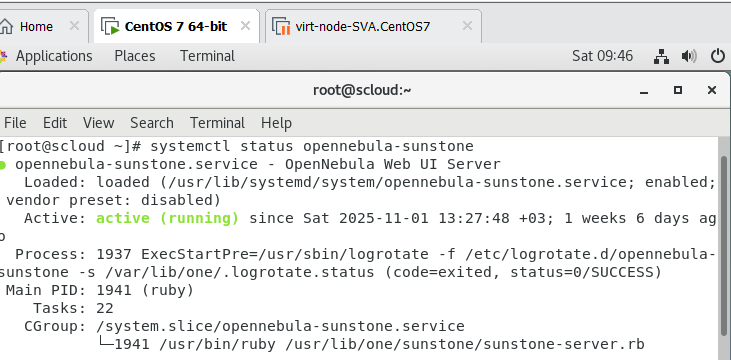 Home CentOS 7 64-bit virt-node-SVA.CentOS7
Applications Places Terminal Sat 09:46
root@scloud:~
File Edit View Search Terminal Help
[root@scloud ~]# systemctl status opennebula-sunstone
● opennebula-sunstone.service - OpenNebula Web UI Server
Loaded: loaded (/usr/lib/systemd/system/opennebula-sunstone.service; enabled;
vendor preset: disabled)
Active: active (running) since Sat 2025-11-01 13:27:48 +03; 1 weeks 6 days ag
o
Process: 1937 ExecStartPre=/usr/sbin/logrotate -f /etc/logrotate.d/opennebula-
sunstone -s /var/lib/one/.logrotate.status (code=exited, status=0/SUCCESS)
Main PID: 1941 (ruby)
Tasks: 22
CGroup: /system.slice/opennebula-sunstone.service
└─1941 /usr/bin/ruby /usr/lib/one/sunstone/sunstone-server.rb